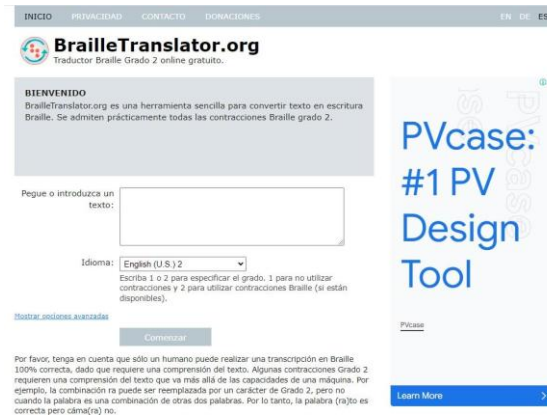 INICIO PRIVACIDAD CONTACTO DONACIONES EN DE ES
BrailleTranslator.org
Traductor Braille Grado 2 online gratuito.
BIENVENIDO
BrailleTranslator.org es una herramienta sencilla para convertir texto en escritura
Braille. Se admiten prácticamente todas las contracciones Braille grado 2.
Pegue o introduzca un
texto:
Idioma: English (U.S.) 2
Escriba 1 o 2 para especificar el grado. 1 para no utilizar
contracciones y 2 para utilizar contracciones Braille (si están
disponibles).
Mostrar opciones avanzadas
Comenzar
Por favor, tenga en cuenta que sólo un humano puede realizar una transcripción en Braille
100% correcta, dado que requiere una comprensión del texto. Algunas contracciones Grado 2
requieren una comprensión del texto que va más allá de las capacidades de una máquina. Por
ejemplo, la combinación ra puede ser reemplazada por un carácter de Grado 2, pero no
cuando la palabra es una combinación de otras dos palabras. Por lo tanto, la palabra (ra)to es
correcta pero cáma(ra) no.
PVcase:
#1 PV
Design
Tool
PVcase
Learn More